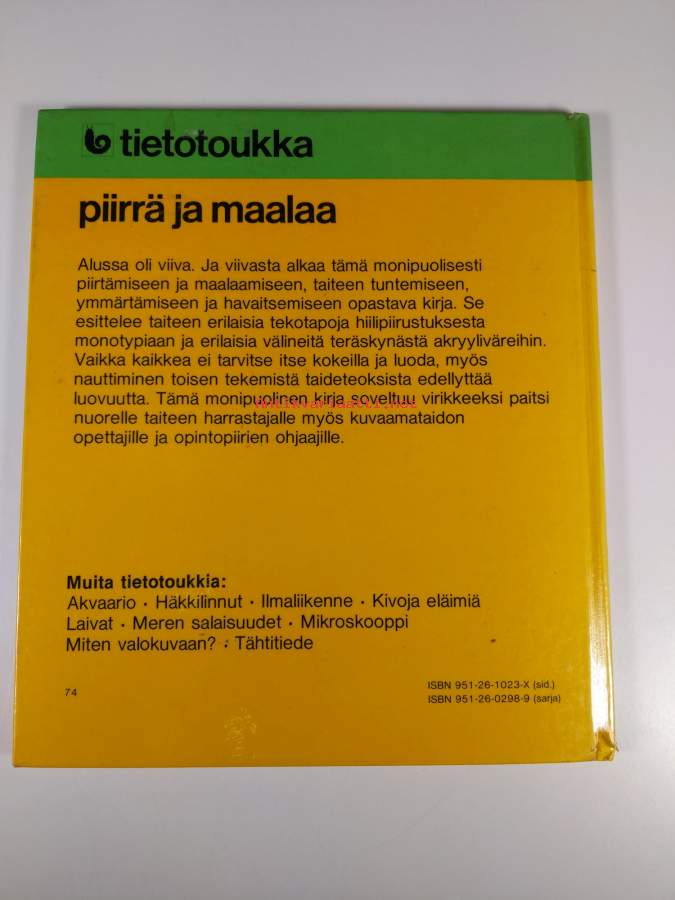 tietotoukka
piirrä ja maalaa
Alussa oli viiva. Ja viivasta alkaa tämä monipuolisesti
piirtämiseen ja maalaamiseen, taiteen tuntemiseen,
ymmärtämiseen ja havaitsemiseen opastava kirja. Se
esittelee taiteen erilaisia tekotapoja hiilipiirustuksesta
monotypiaan ja erilaisia välineitä teräskynästä akryyliväreihin.
Vaikka kaikkea ei tarvitse itse kokeilla ja luoda, myös
nauttiminen toisen tekemistä taideteoksista edellyttää
luovuutta. Tämä monipuolinen kirja soveltuu virikkeeksi paitsi
Antikvariaatti.net
nuorelle taiteen harrastajalle myös kuvaamataidon
opettajille ja opintopiirien ohjaajille.
Muita tietotoukkia:
Akvaario · Häkkilinnut · Ilmaliikenne · Kivoja eläimiä
Laivat · Meren salaisuudet · Mikroskooppi
Miten valokuvaan? · Tähtitiede
74
ISBN 951-26-1023-X (sid.)
ISBN 951-26-0298-9 (sarja)